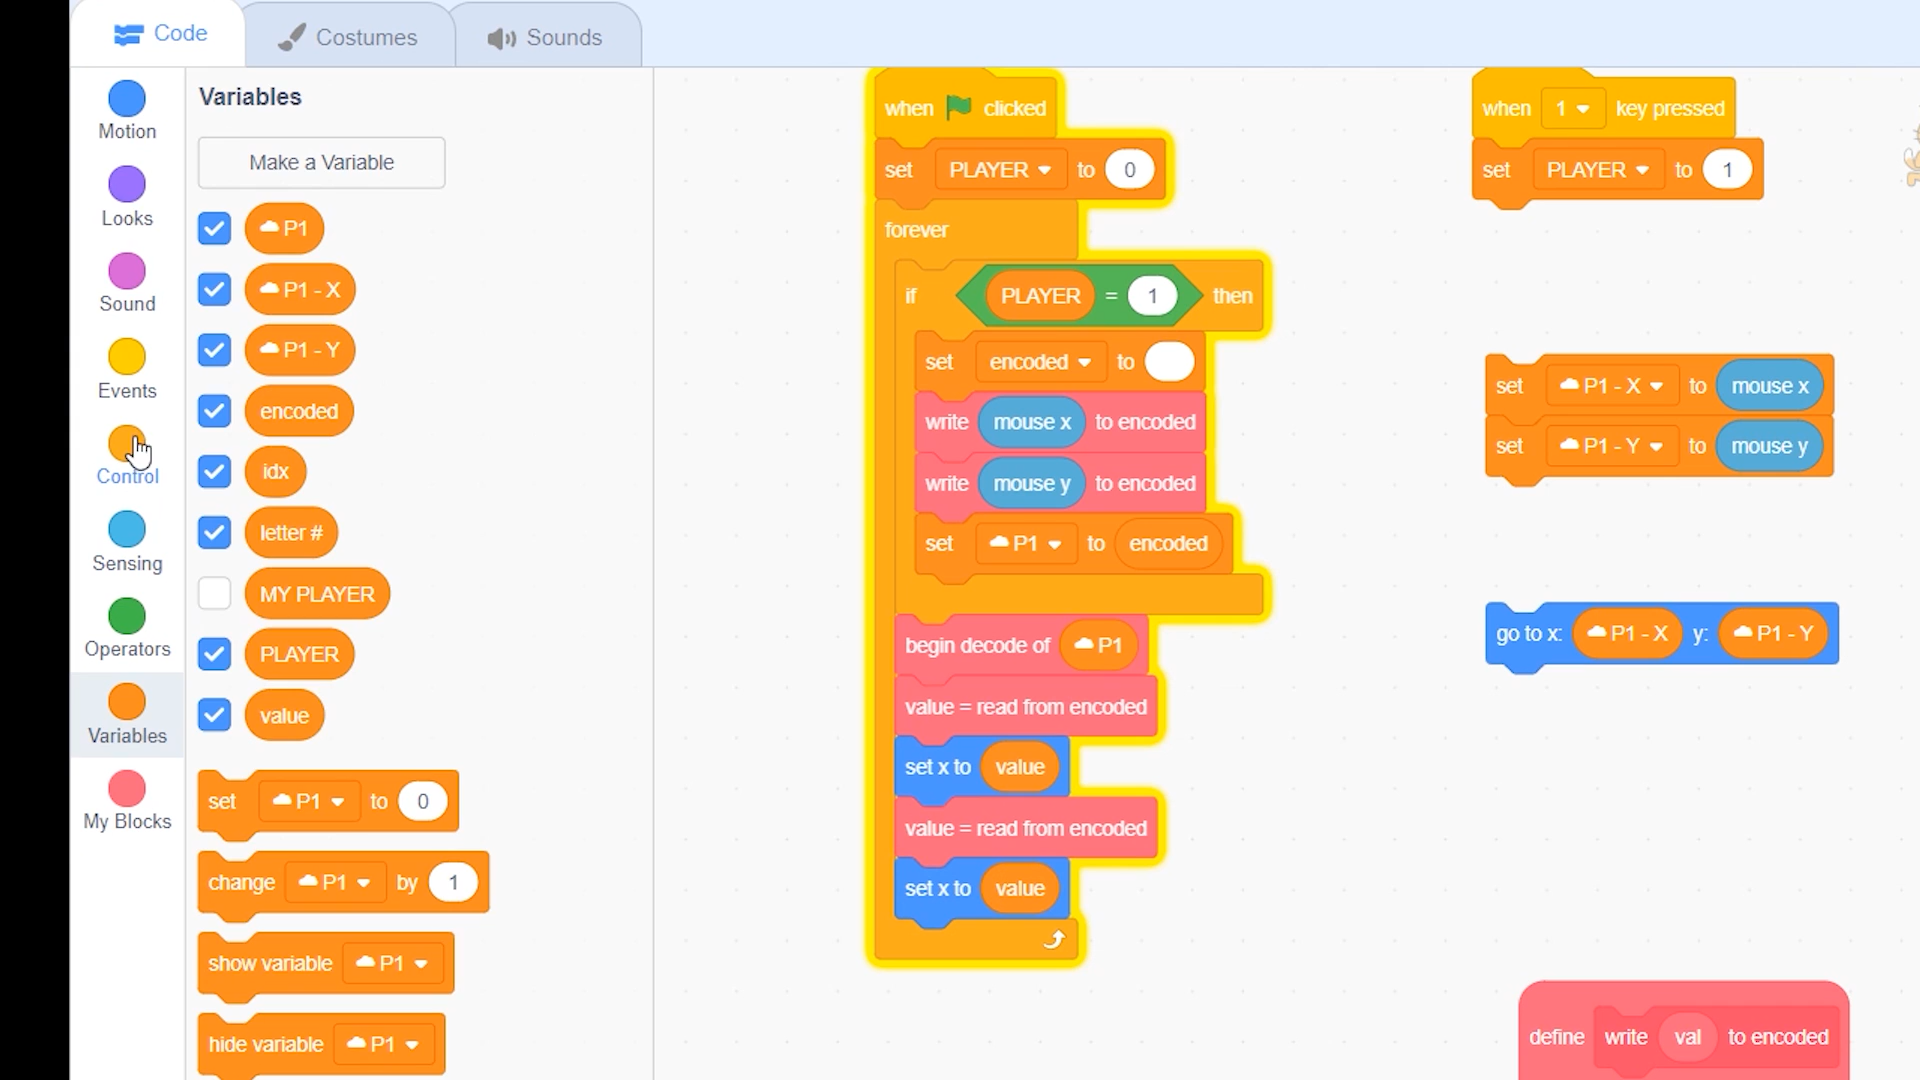 Code
Costumes
Sounds
Motion
Looks
Sound
Events
Control
Sensing
Operators
Variables
My Blocks
Variables
Make a Variable
P1
P1 - X
P1 - Y
encoded
idx
letter #
MY PLAYER
PLAYER
value
set P1 to 0
change P1 by 1
show variable P1
hide variable P1
when clicked
set PLAYER to 0
forever
if PLAYER = 1 then
set encoded to
write mouse x to encoded
write mouse y to encoded
set P1 to encoded
begin decode of P1
value = read from encoded
set x to value
value = read from encoded
set x to value
when 1 key pressed
set PLAYER to 1
set P1 - X to mouse x
set P1 - Y to mouse y
go to x: P1 - X y: P1 - Y
define write val to encoded